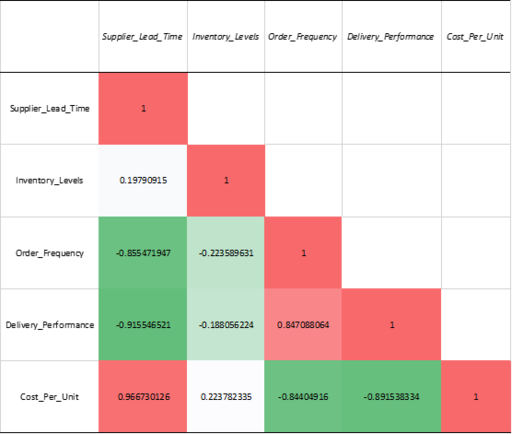 Supplier_Lead_Time Inventory_Levels Order_Frequency Delivery_Performance Cost_Per_Unit
Supplier_Lead_Time 1
Inventory_Levels 0.19790915 1
Order_Frequency -0.855471947 -0.223589631 1
Delivery_Performance -0.915546521 -0.188056224 0.847088064 1
Cost_Per_Unit 0.966730126 0.223782335 -0.84404916 -0.891538334 1